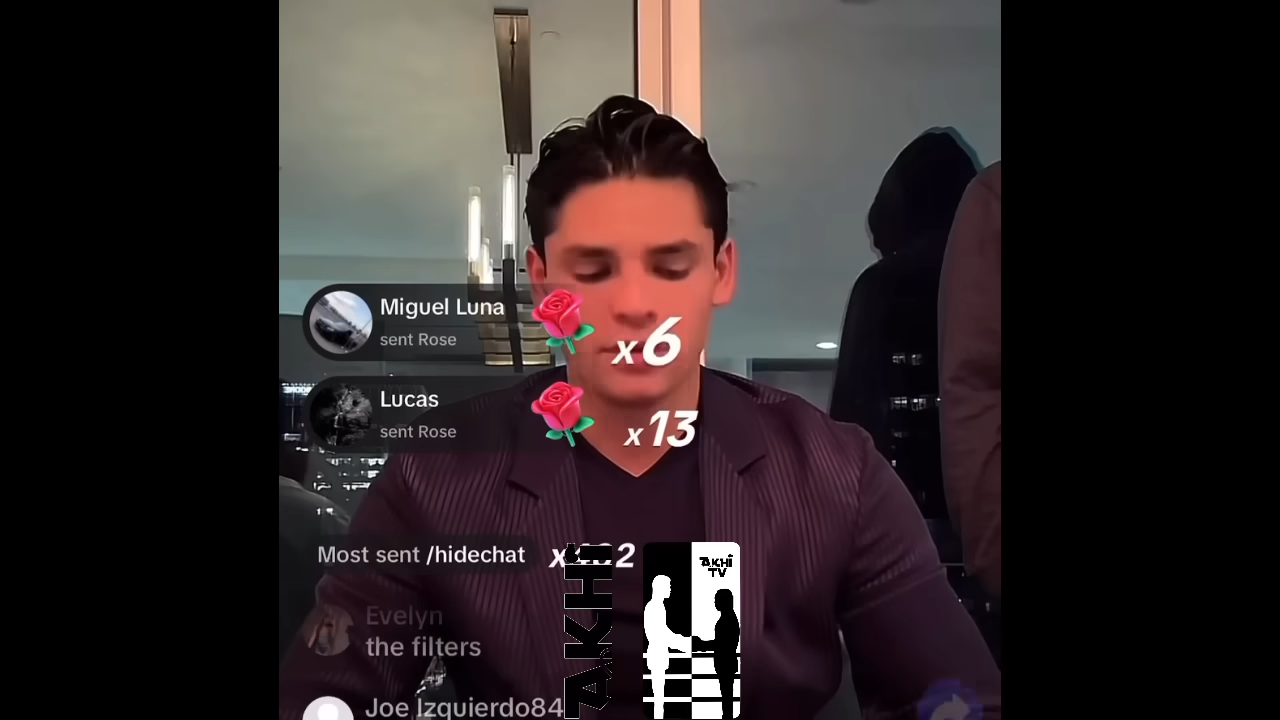 Miguel Luna
sent Rose
x6
Lucas
sent Rose
x13
Most sent /hidechat
Evelyn
the filters
Joe Izquierdo84
AKHI
AKHI
TV